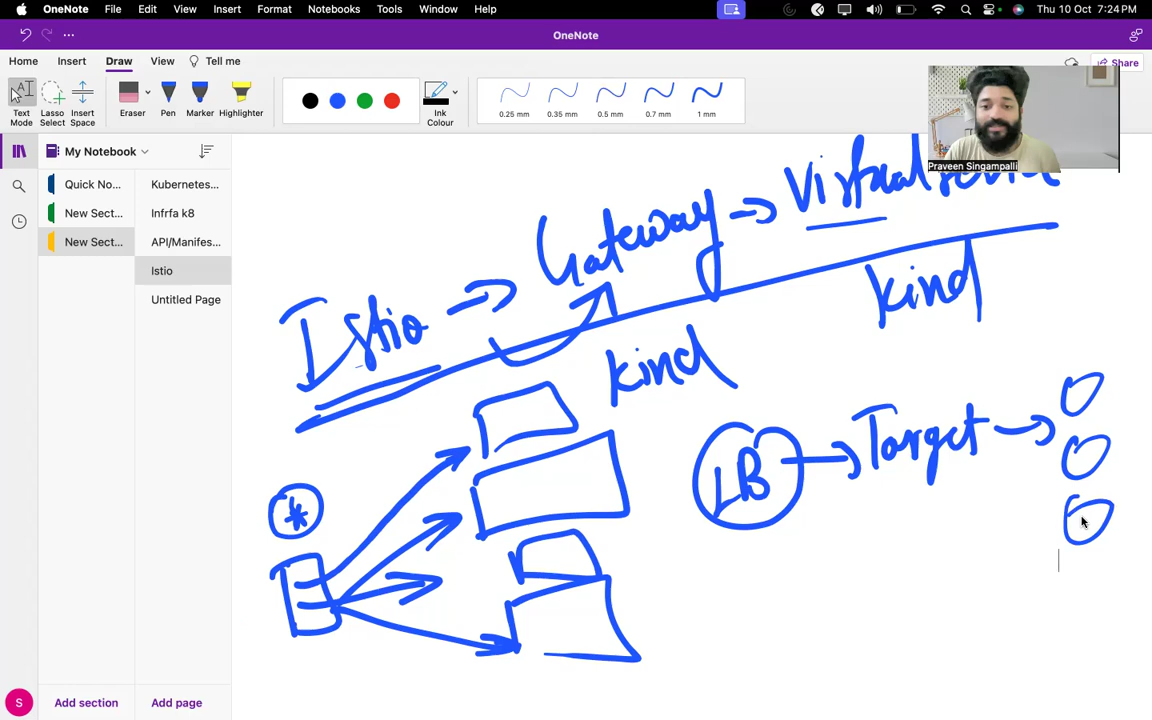 OneNote File Edit View Insert Format Notebooks Tools Window Help Thu 10 Oct 7:24 PM
OneNote
Home Insert Draw View Tell me Share
Text Mode
Lasso Select
Insert Space
Eraser
Pen
Marker
Highlighter
Ink Colour
0.25 mm
0.35 mm
0.5 mm
0.7 mm
1 mm
Praveen Singampalli
My Notebook
Quick No...
New Sect...
New Sect...
Kubernetes...
Infrfa k8
API/Manifes...
Istio
Untitled Page
Istio → Gateway → Virtual
kind
kind
*
LB → Target →
S
Add section
Add page